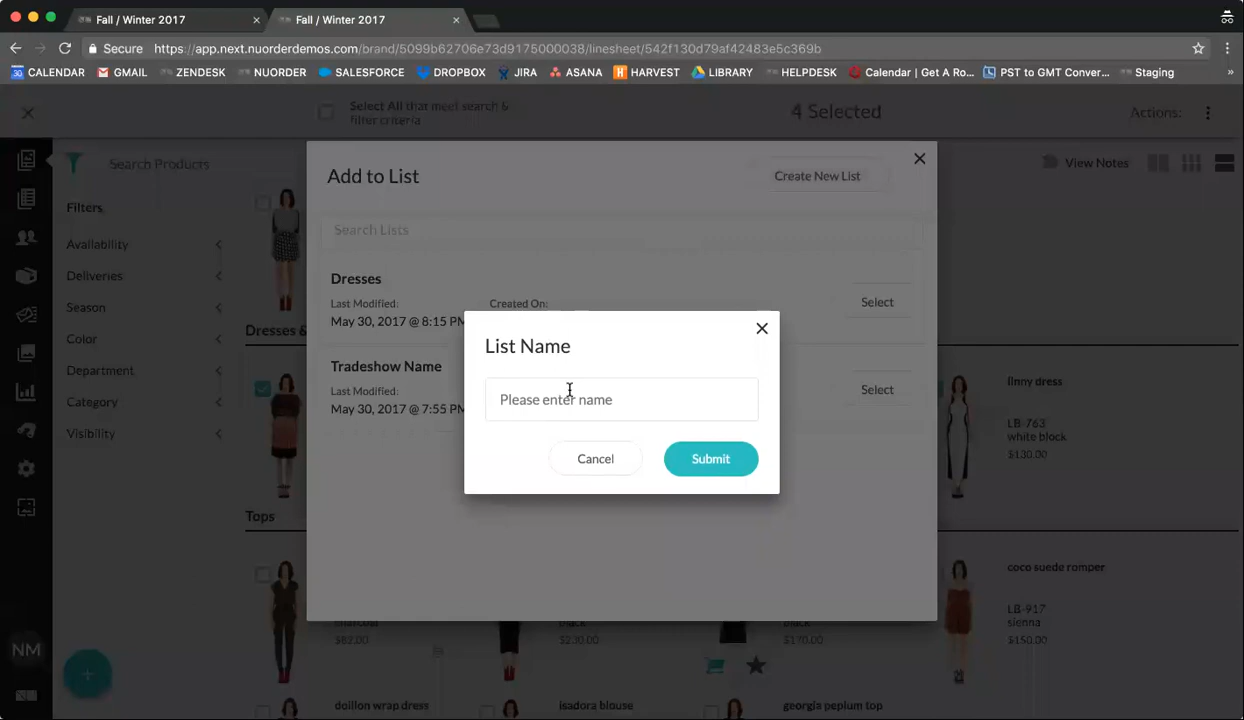 Fall / Winter 2017
Fall / Winter 2017
Secure https://app.next.nuorderdemos.com/brand/5099b62706e73d9175000038/linesheet/542f130d79af42483e5c369b
CALENDAR GMAIL ZENDESK NUORDER SALESFORCE DROPBOX JIRA ASANA HARVEST LIBRARY HELPDESK Calendar | Get A Ro... PST to GMT Conver... Staging »
Select All that meet search & filter criteria
4 Selected
Actions:
Search Products
View Notes
Filters
Availability
Deliveries
Season
Color
Department
Category
Visibility
NM
Add to List
Create New List
Search Lists
Dresses
Last Modified: Created On:
May 30, 2017 @ 8:15 PM
Select
Tradeshow Name
Last Modified:
May 30, 2017 @ 7:55 PM
Select
List Name
Please enter name
Cancel Submit
Dresses &
linny dress
LB-763
white block
$130.00
Tops
coco suede romper
LB-917
sienna
$150.00
charcoal
$82.00
black
$230.00
black
$170.00
doillon wrap dress
isadora blouse
georgia peplum top